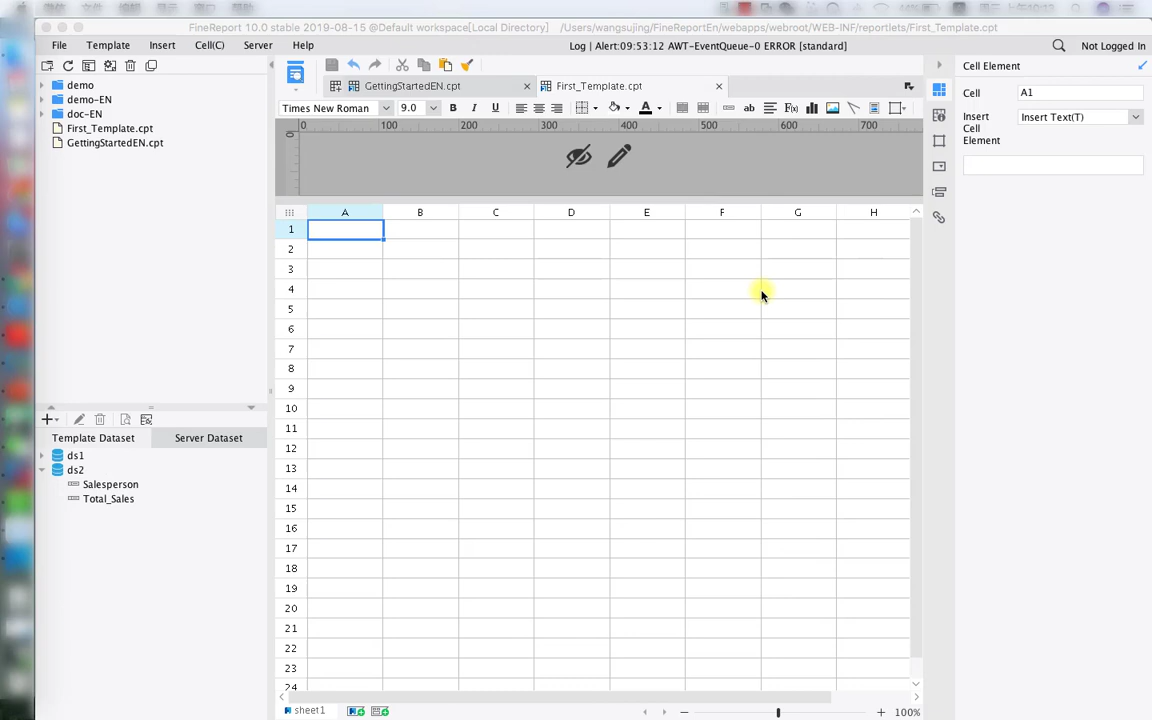 FineReport 10.0 stable 2019-08-15 @Default workspace[Local Directory] /Users/wangsujing/FineReportEn/webapps/webroot/WEB-INF/reportlets/First_Template.cpt
File Template Insert Cell(C) Server Help Log | Alert:09:53:12 AWT-EventQueue-0 ERROR [standard] Not Logged In
demo
demo-EN
doc-EN
First_Template.cpt
GettingStartedEN.cpt
Template Dataset Server Dataset
ds1
ds2
Salesperson
Total_Sales
GettingStartedEN.cpt First_Template.cpt
Times New Roman 9.0 B I U A ab F(x)
0 100 200 300 400 500 600 700
0
A B C D E F G H
1
2
3
4
5
6
7
8
9
10
11
12
13
14
15
16
17
18
19
20
21
22
23
24
sheet1 100%
Cell Element
Cell A1
Insert Cell Element Insert Text(T)